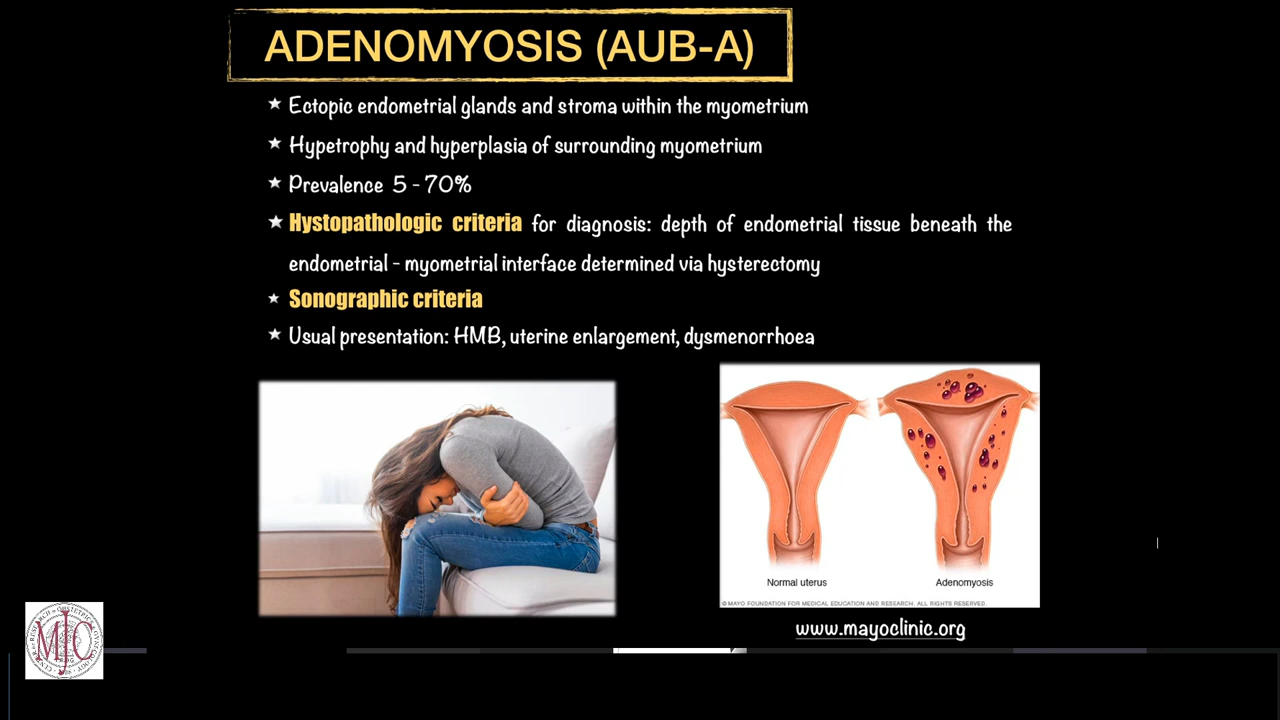 ADENOMYOSIS (AUB-A)
Ectopic endometrial glands and stroma within the myometrium
Hypetrophy and hyperplasia of surrounding myometrium
Prevalence 5 - 70%
Hystopathologic criteria for diagnosis: depth of endometrial tissue beneath the
endometrial - myometrial interface determined via hysterectomy
Sonographic criteria
Usual presentation: HMB, uterine enlargement, dysmenorrhoea
Normal uterus
Adenomyosis
© MAYO FOUNDATION FOR MEDICAL EDUCATION AND RESEARCH. ALL RIGHTS RESERVED.
www.mayoclinic.org
MJC